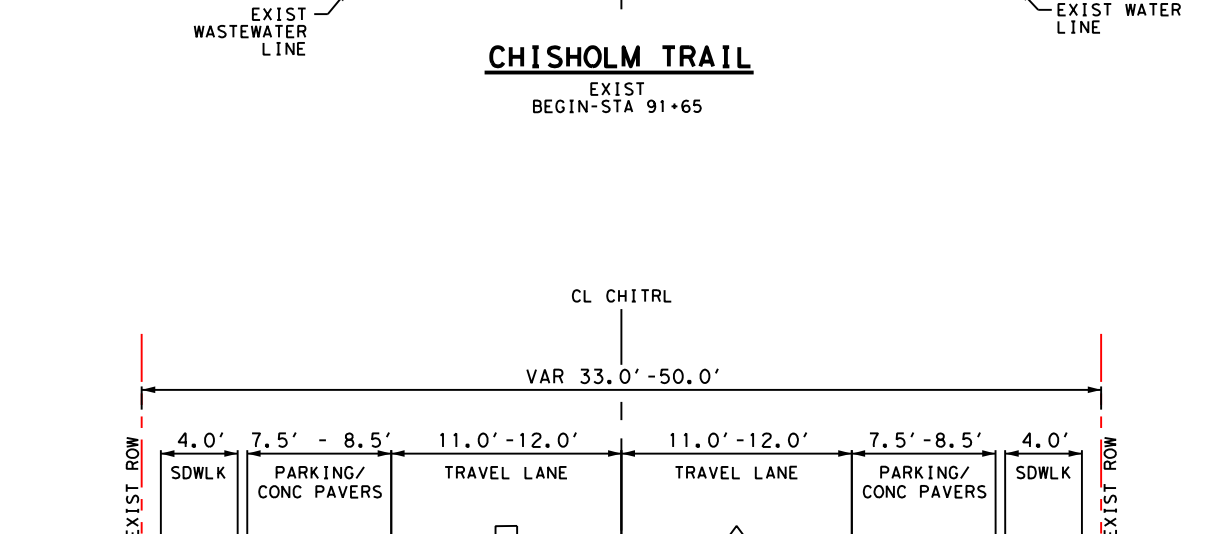 EXIST
WASTEWATER
LINE
EXIST WATER
LINE
CHISHOLM TRAIL
EXIST
BEGIN-STA 91+65
CL CHITRL
VAR 33.0'-50.0'
4.0' 7.5' - 8.5' 11.0'-12.0' 11.0'-12.0' 7.5'-8.5' 4.0'
SDWLK PARKING/ TRAVEL LANE TRAVEL LANE PARKING/ SDWLK
CONC PAVERS CONC PAVERS
EXIST ROW
EXIST ROW